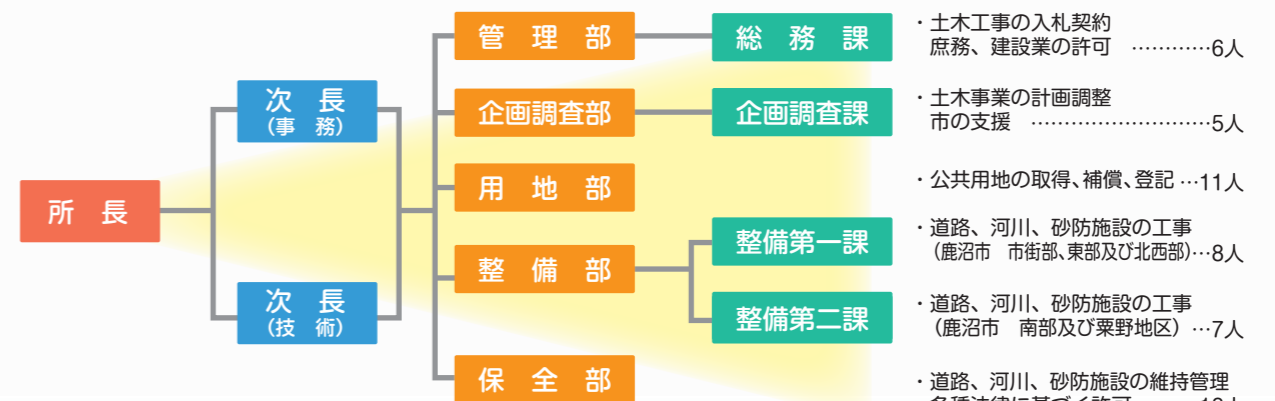 所 長
次 長
(事 務)
次 長
(技 術)
管 理 部
総 務 課
・土木工事の入札契約
庶務、建設業の許可 …………6人
企画調査部
企画調査課
・土木事業の計画調整
市の支援 ………………………5人
用 地 部
・公共用地の取得、補償、登記…11人
整 備 部
整備第一課
・道路、河川、砂防施設の工事
(鹿沼市 市街部、東部及び北西部)…8人
整備第二課
・道路、河川、砂防施設の工事
(鹿沼市 南部及び粟野地区)…7人
保 全 部
・道路、河川、砂防施設の維持管理